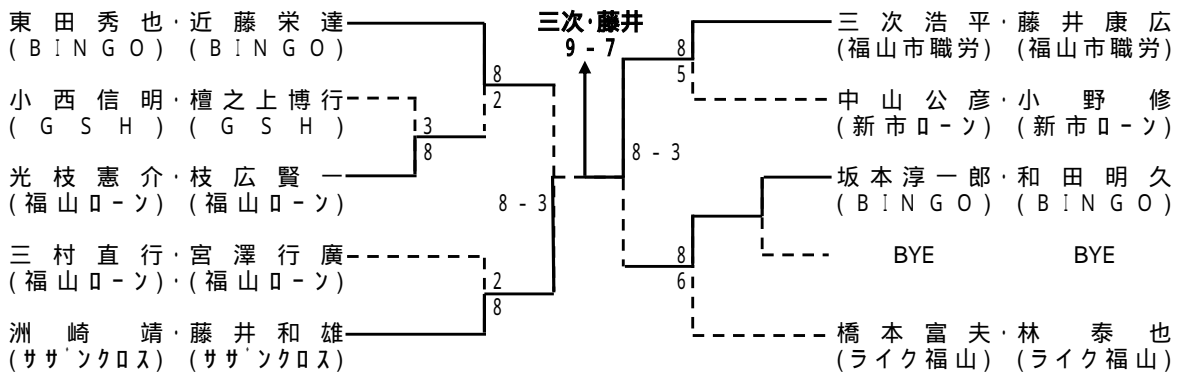 東田秀也・近藤栄達
(BINGO) (BINGO)
小西信明・檀之上博行
(GSH) (GSH)
光枝憲介・枝広賢一
(福山ローン) (福山ローン)
三村直行・宮澤行廣
(福山ローン)・(福山ローン)
洲崎靖・藤井和雄
(サザンクロス) (サザンクロス)
8
2
3
8
2
8
8-3
三次・藤井
9-7
8-3
8
5
8
6
三次浩平・藤井康広
(福山市職労) (福山市職労)
中山公彦・小野修
(新市ローン) (新市ローン)
坂本淳一郎・和田明久
(BINGO) (BINGO)
BYE BYE
橋本富夫・林泰也
(ライク福山) (ライク福山)